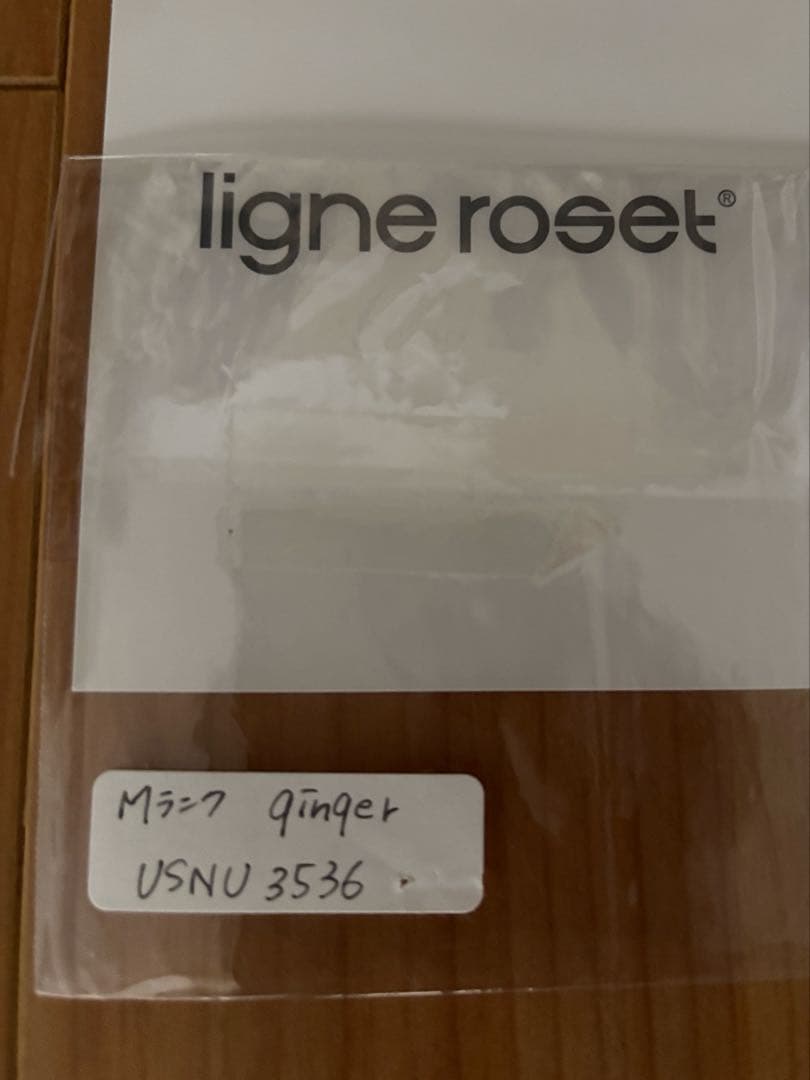 ligne roset®
Mランク ginger
USNU 3536